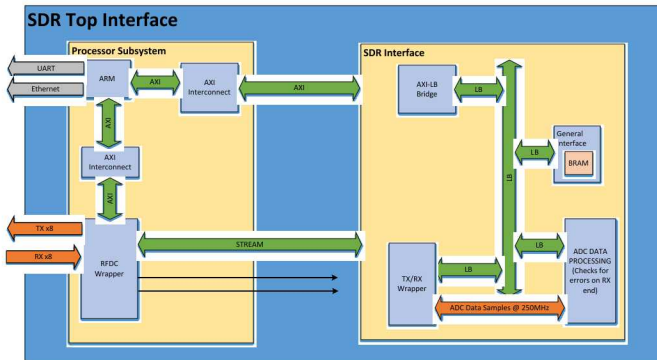 SDR Top Interface
Processor Subsystem
SDR Interface
UART
Ethernet
ARM
AXI
AXI
Interconnect
AXI
AXI-LB
Bridge
LB
AXI
General
Interface
BRAM
LB
LB
AXI
Interconnect
AXI
TX x8
RX x8
RFDC
Wrapper
STREAM
LB
ADC DATA
PROCESSING
(Checks for
errors on RX
end)
TX/RX
Wrapper
LB
ADC Data Samples @ 250MHz